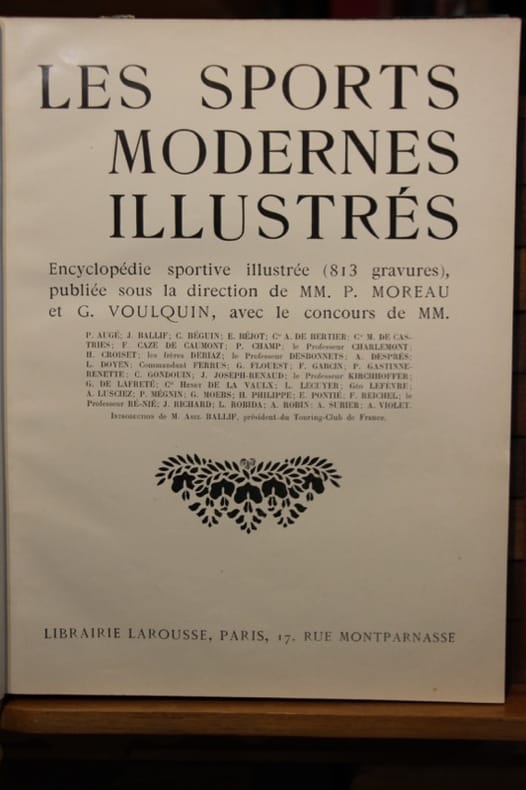 LES SPORTS
MODERNES
ILLUSTRÉS
Encyclopédie sportive illustrée (813 gravures),
publiée sous la direction de MM. P. MOREAU
et G. VOULQUIN, avec le concours de MM.
P. AUGÉ; J. BALLIF; C. BÉGUIN; E. BÉJOT; Cte A. DE BERTIER; Cte M. DE CAS-
TRIES; F. CAZE DE CAUMONT; P. CHAMP; le Professeur CHARLEMONT;
H. CROISET; les frères DERIAZ; le Professeur DESBONNETS; A. DESPRÉS;
L. DOYEN; Commandant FERRUS; G. FLOUEST; F. GARCIN; P. GASTINNE-
RENETTE; C. GONDOUIN; J. JOSEPH-RENAUD; le Professeur KIRCHHOFFER;
G. DE LAFRETÉ; Cte HENRY DE LA VAULX; L. LECUYER; Géo LEFÈVRE;
A. LUSCIEZ; P. MÉGNIN; G. MOEBS; H. PHILIPPE; E. PONTIÉ; F. REICHEL; le
Professeur RÉ-NIÉ; J. RICHARD; L. ROBIDA; A. ROBIN; A. SURIER; A. VIOLET.
Introduction de M. Abel BALLIF, président du Touring-Club de France.
LIBRAIRIE LAROUSSE, PARIS, 17, RUE MONTPARNASSE